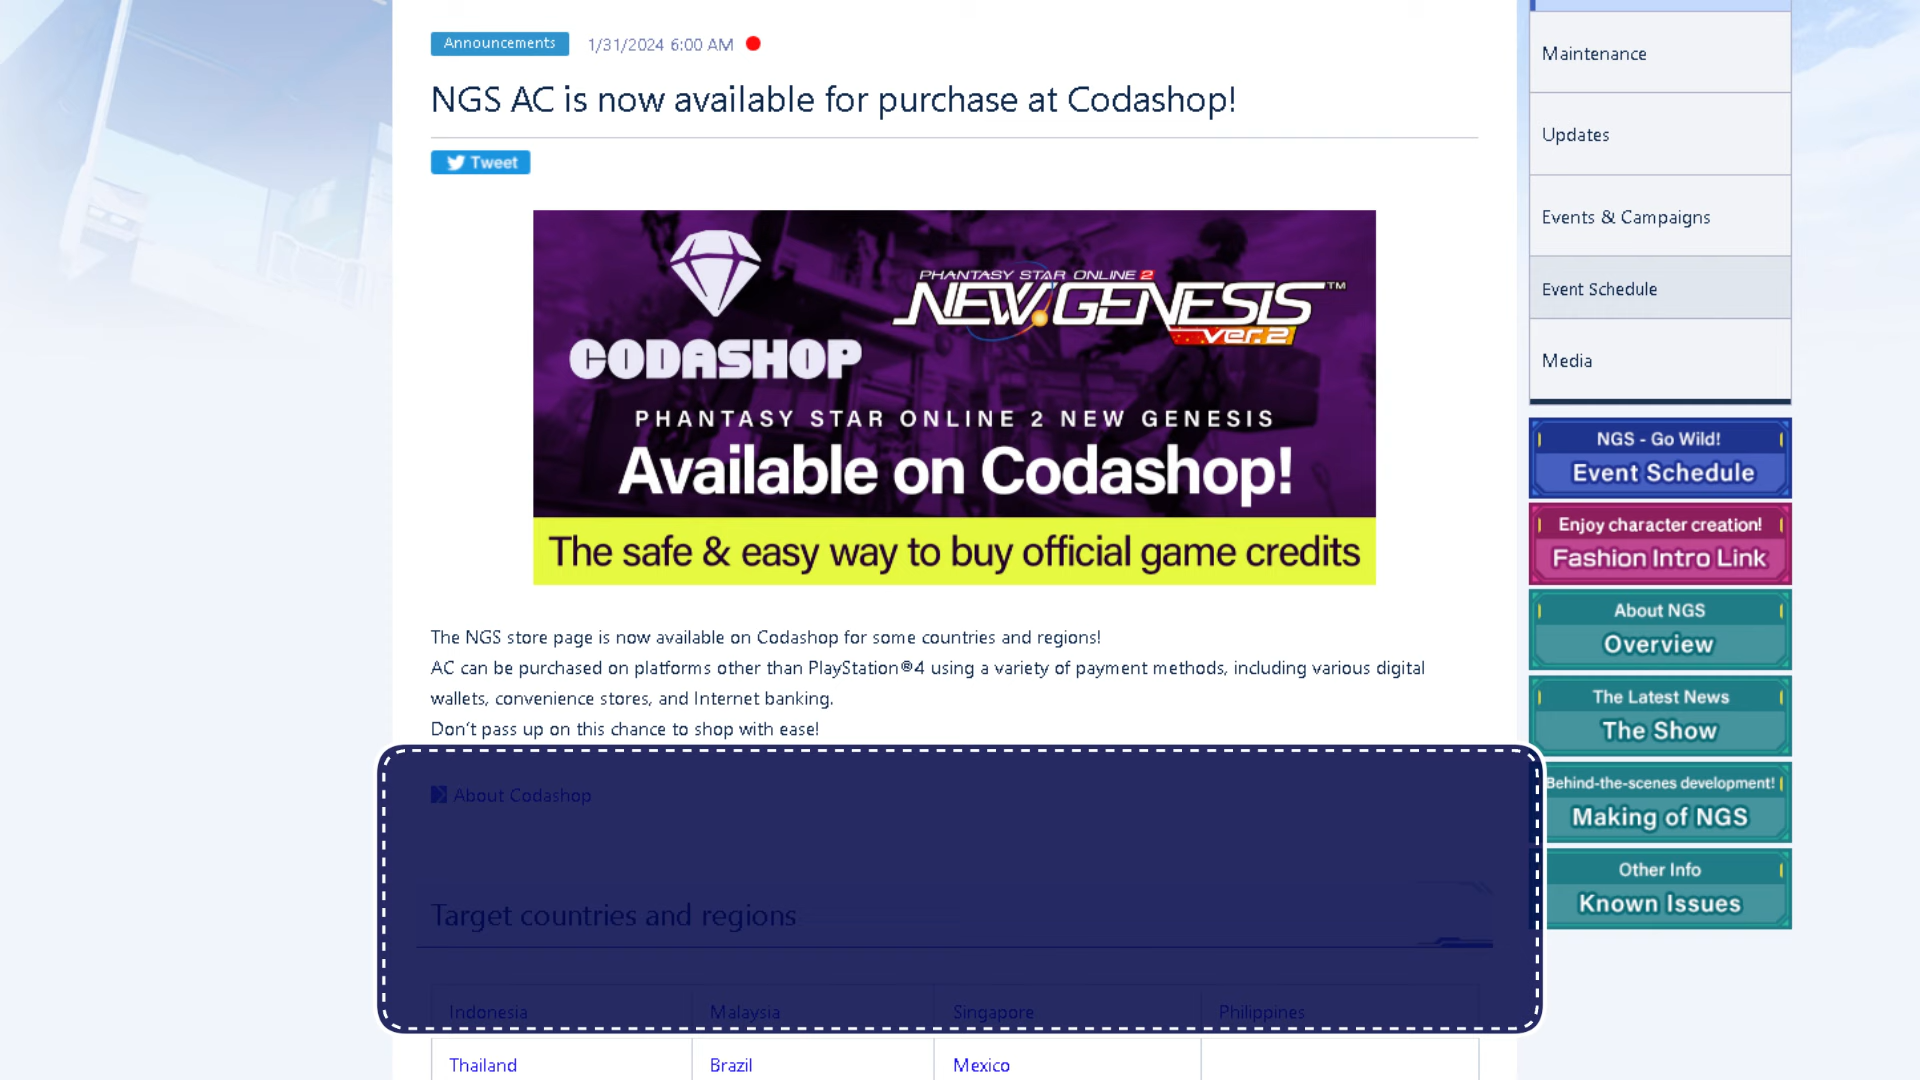 Announcements 1/31/2024 6:00 AM
NGS AC is now available for purchase at Codashop!
Tweet
CODASHOP
PHANTASY STAR ONLINE 2
NEW GENESIS™
ver.2
PHANTASY STAR ONLINE 2 NEW GENESIS
Available on Codashop!
The safe & easy way to buy official game credits
The NGS store page is now available on Codashop for some countries and regions!
AC can be purchased on platforms other than PlayStation®4 using a variety of payment methods, including various digital
wallets, convenience stores, and Internet banking.
Don't pass up on this chance to shop with ease!
About Codashop
Target countries and regions
Indonesia Malaysia Singapore Philippines
Thailand Brazil Mexico
Maintenance
Updates
Events & Campaigns
Event Schedule
Media
NGS - Go Wild!
Event Schedule
Enjoy character creation!
Fashion Intro Link
About NGS
Overview
The Latest News
The Show
Behind-the-scenes development!
Making of NGS
Other Info
Known Issues